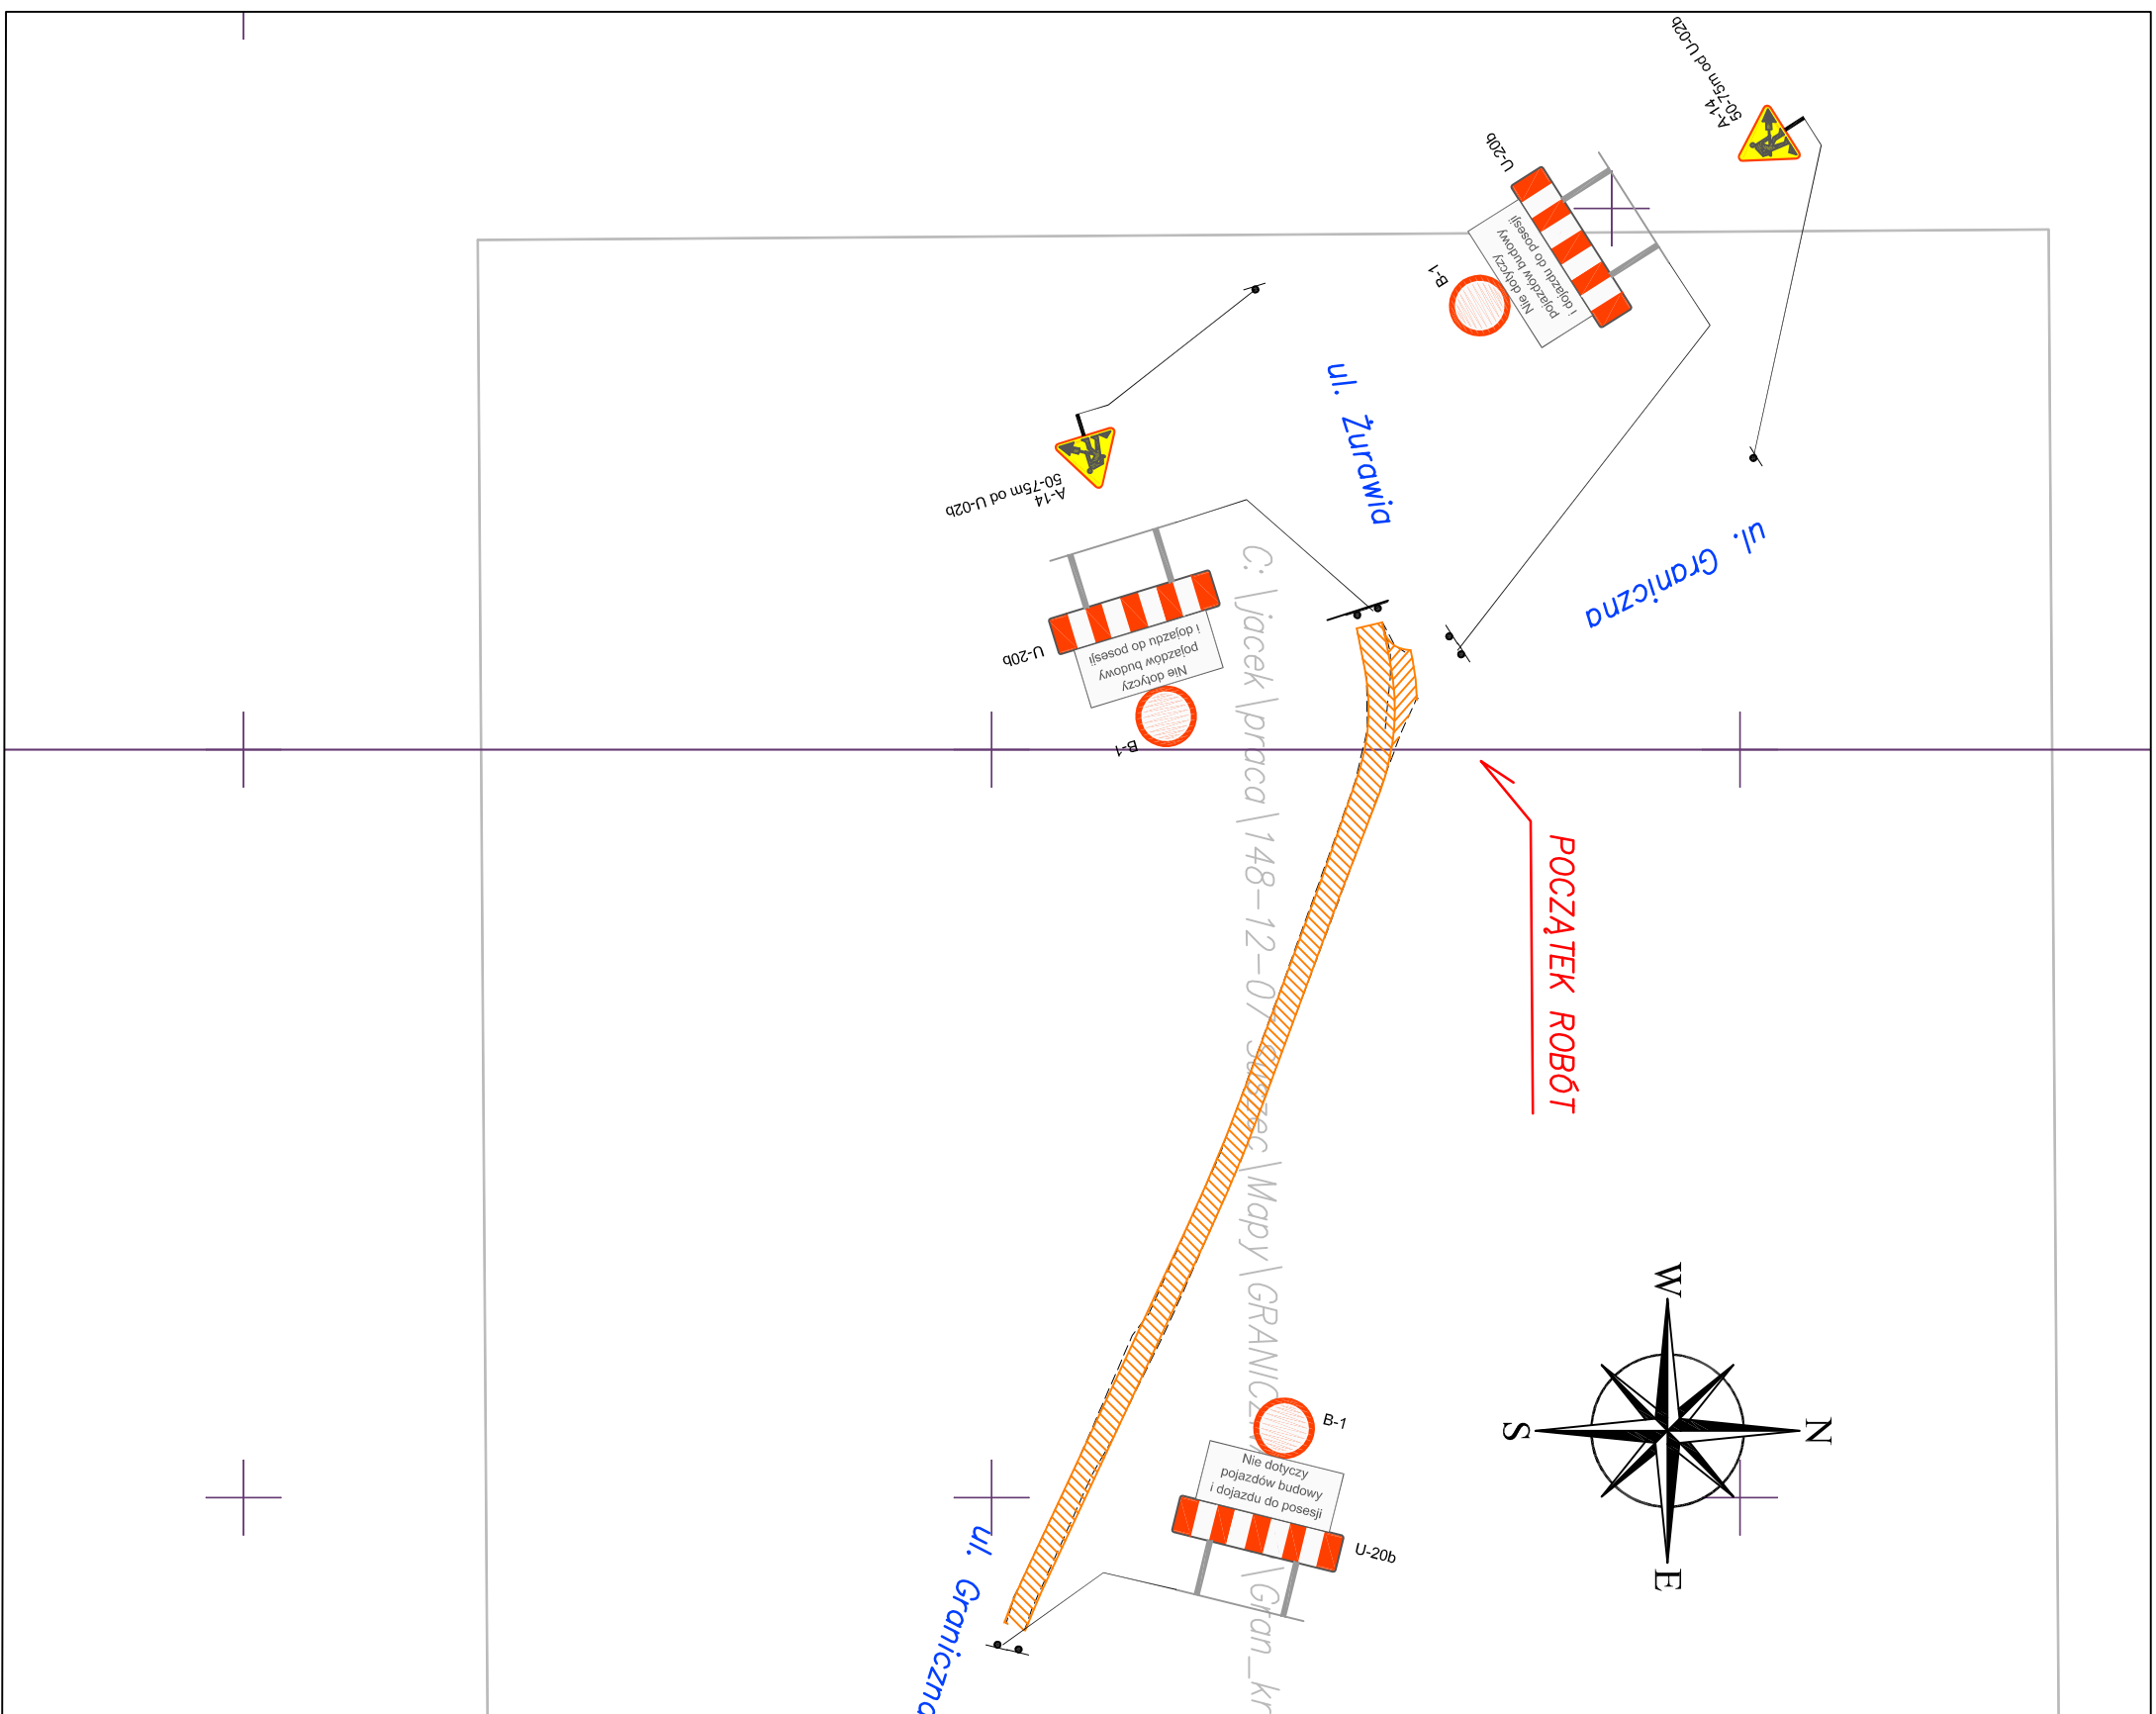 A-14
50-75m od U-02b
U-20b
Nie dotyczy
pojazdów budowy
i dojazdu do posesji
B-1
ul. Żurawia
A-14
50-75m od U-02b
ul. Graniczna
U-20b
Nie dotyczy
pojazdów budowy
i dojazdu do posesji
B-1
POCZĄTEK ROBÓT
W
N
S
E
B-1
Nie dotyczy
pojazdów budowy
i dojazdu do posesji
U-20b
ul. Graniczna